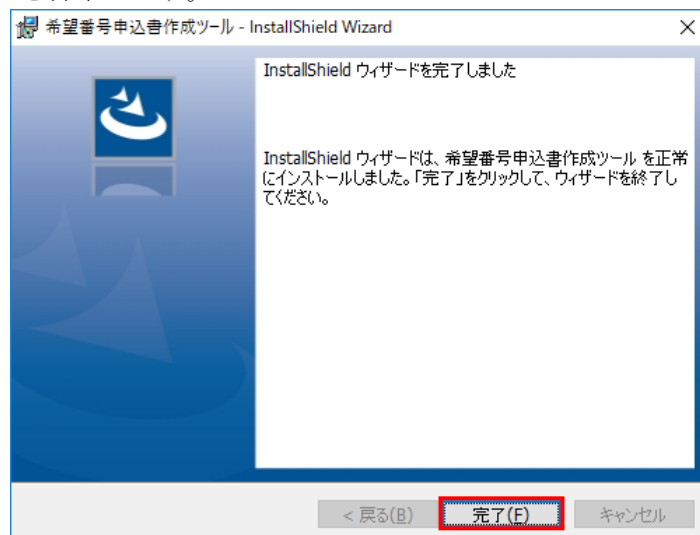 希望番号申込書作成ツール - InstallShield Wizard
InstallShield ウィザードを完了しました
InstallShield ウィザードは、希望番号申込書作成ツール を正常
にインストールしました。「完了」をクリックして、ウィザードを終了し
てください。
< 戻る(B)
完了(F)
キャンセル